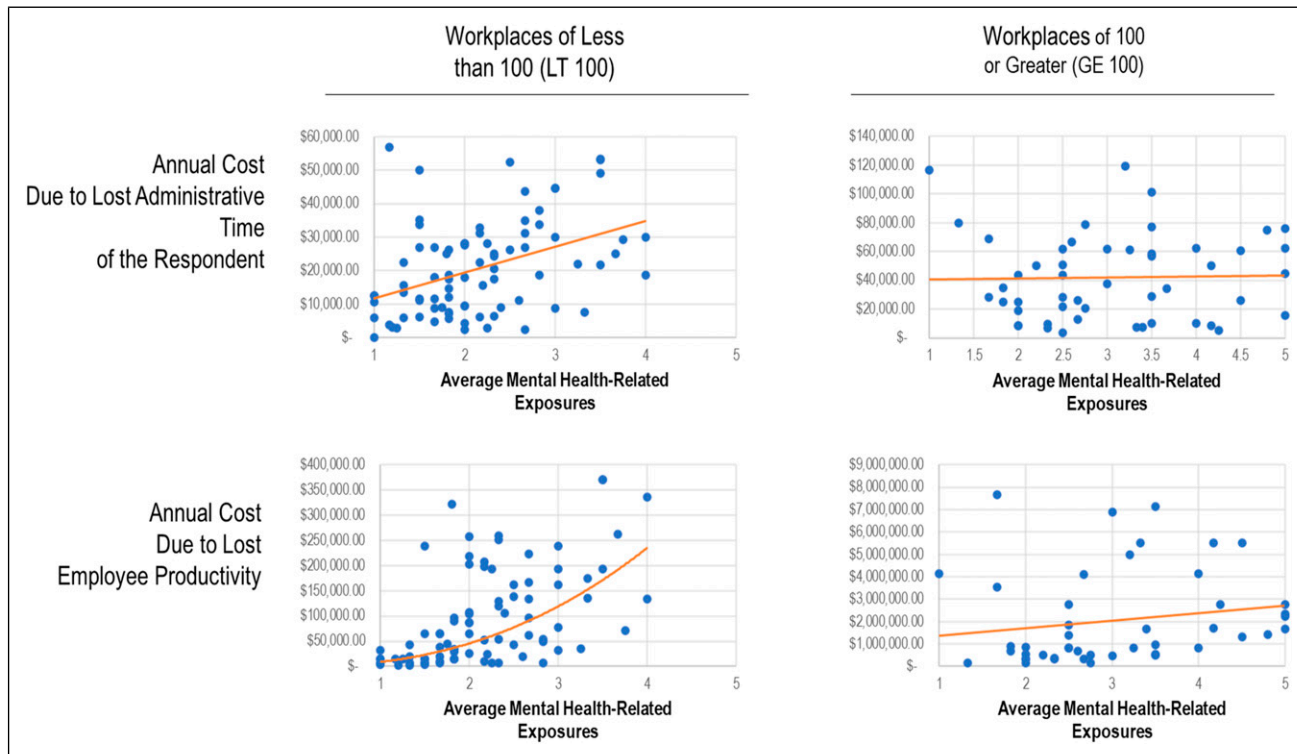 Workplaces of Less
than 100 (LT 100)
Workplaces of 100
or Greater (GE 100)
Annual Cost
Due to Lost Administrative
Time
of the Respondent
$60,000.00
$50,000.00
$40,000.00
$30,000.00
$20,000.00
$10,000.00
$-
1 2 3 4 5
Average Mental Health-Related
Exposures
$140,000.00
$120,000.00
$100,000.00
$80,000.00
$60,000.00
$40,000.00
$20,000.00
$-
1 1.5 2 2.5 3 3.5 4 4.5 5
Average Mental Health-Related
Exposures
Annual Cost
Due to Lost
Employee Productivity
$400,000.00
$350,000.00
$300,000.00
$250,000.00
$200,000.00
$150,000.00
$100,000.00
$50,000.00
$-
1 2 3 4 5
Average Mental Health-Related
Exposures
$9,000,000.00
$8,000,000.00
$7,000,000.00
$6,000,000.00
$5,000,000.00
$4,000,000.00
$3,000,000.00
$2,000,000.00
$1,000,000.00
$-
1 2 3 4 5
Average Mental Health-Related
Exposures